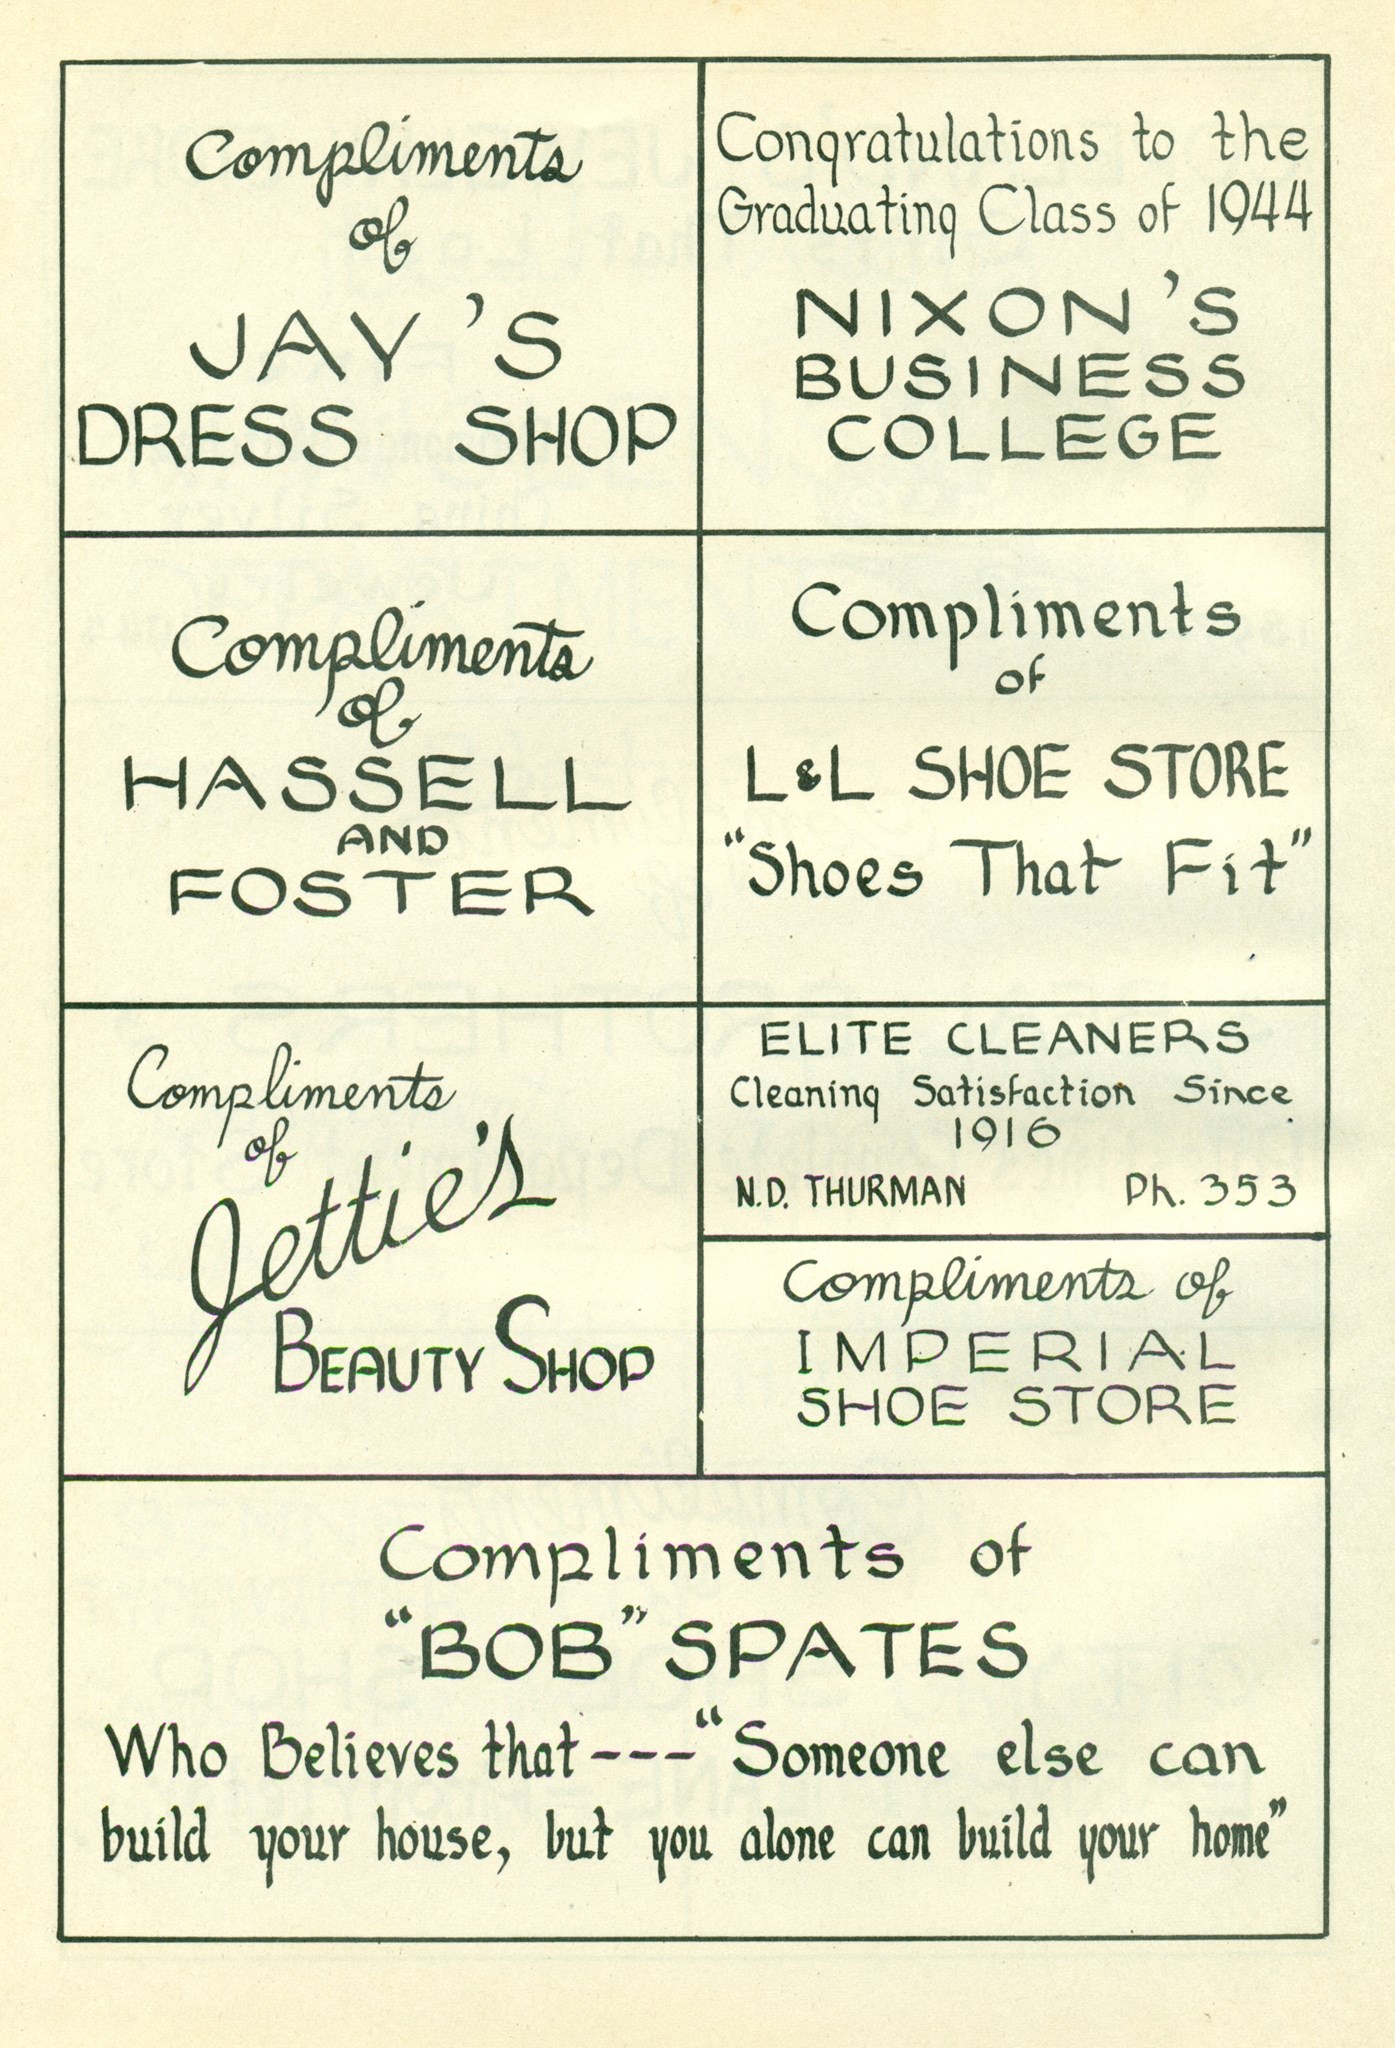 Compliments
of
JAY'S
DRESS SHOP
Congratulations to the
Graduating Class of 1944
NIXON'S
BUSINESS
COLLEGE
Compliments
of
HASSELL
AND
FOSTER
Compliments
of
L&L SHOE STORE
"Shoes That Fit"
Compliments
of
Jettie's
BEAUTY SHOP
ELITE CLEANERS
Cleaning Satisfaction Since
1916
N.D. THURMAN Ph. 353
Compliments of
IMPERIAL
SHOE STORE
Compliments of
"BOB" SPATES
Who Believes that---"Someone else can
build your house, but you alone can build your home"